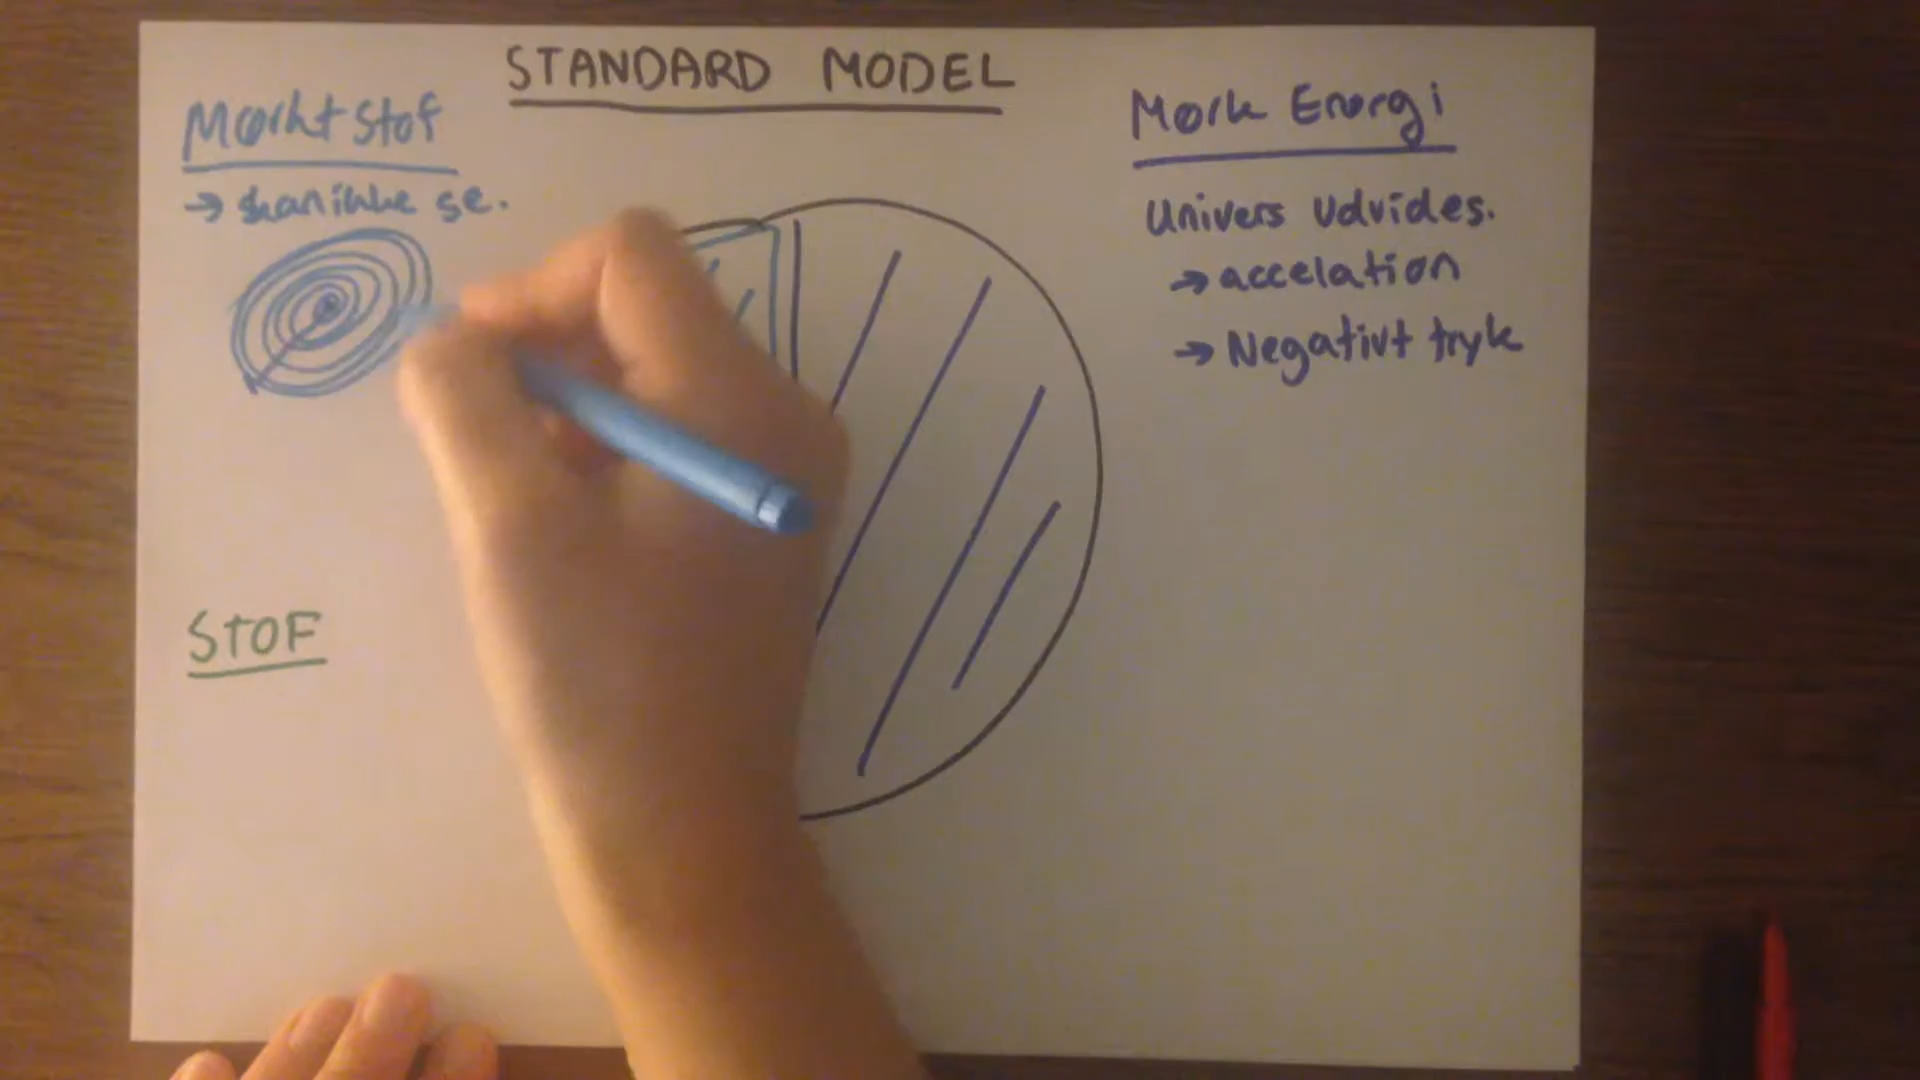 STANDARD MODEL
Mørkt stof
→ kan ikke se.
STOF
Mørk Energi
Univers Udvides.
→ accelation
→ Negativt tryk